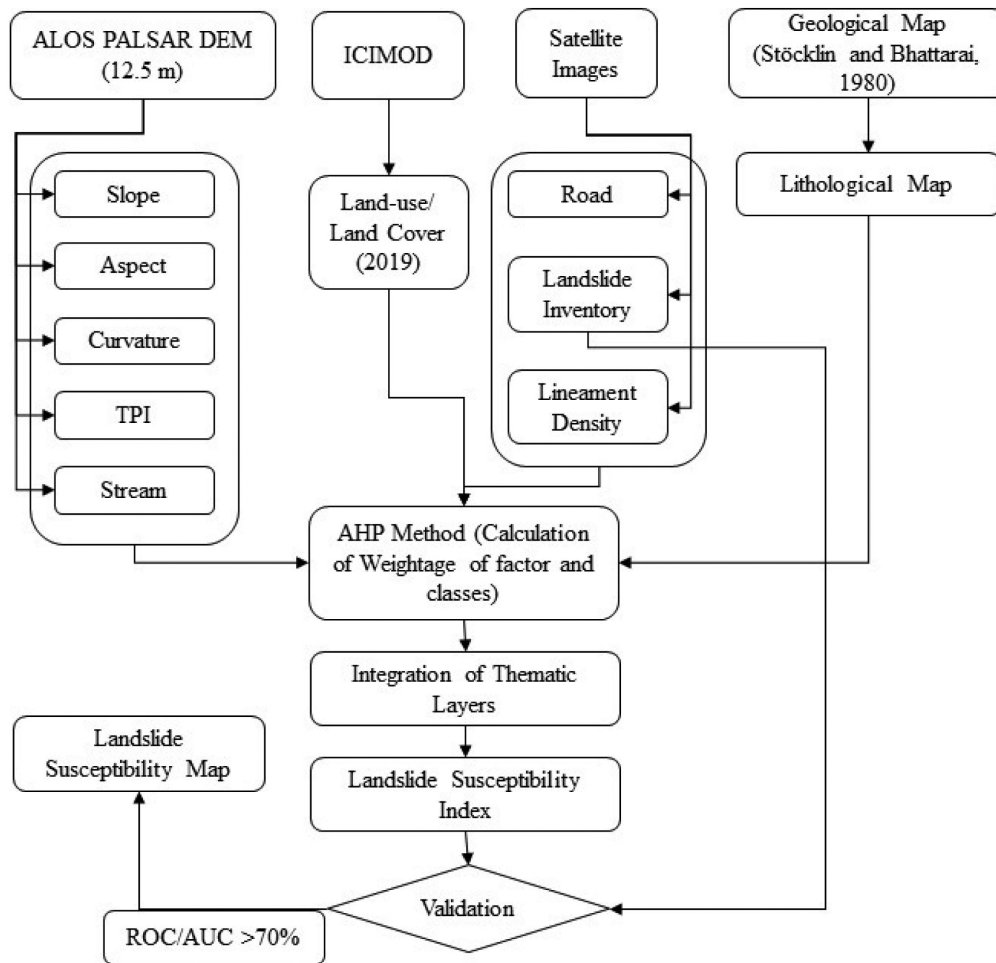 ALOS PALSAR DEM
(12.5 m)
ICIMOD
Satellite
Images
Geological Map
(Stöcklin and Bhattarai,
1980)
Slope
Aspect
Curvature
TPI
Stream
Land-use/
Land Cover
(2019)
Road
Landslide
Inventory
Lineament
Density
Lithological Map
AHP Method (Calculation
of Weightage of factor and
classes)
Integration of Thematic
Layers
Landslide Susceptibility
Index
Landslide
Susceptibility Map
Validation
ROC/AUC >70%